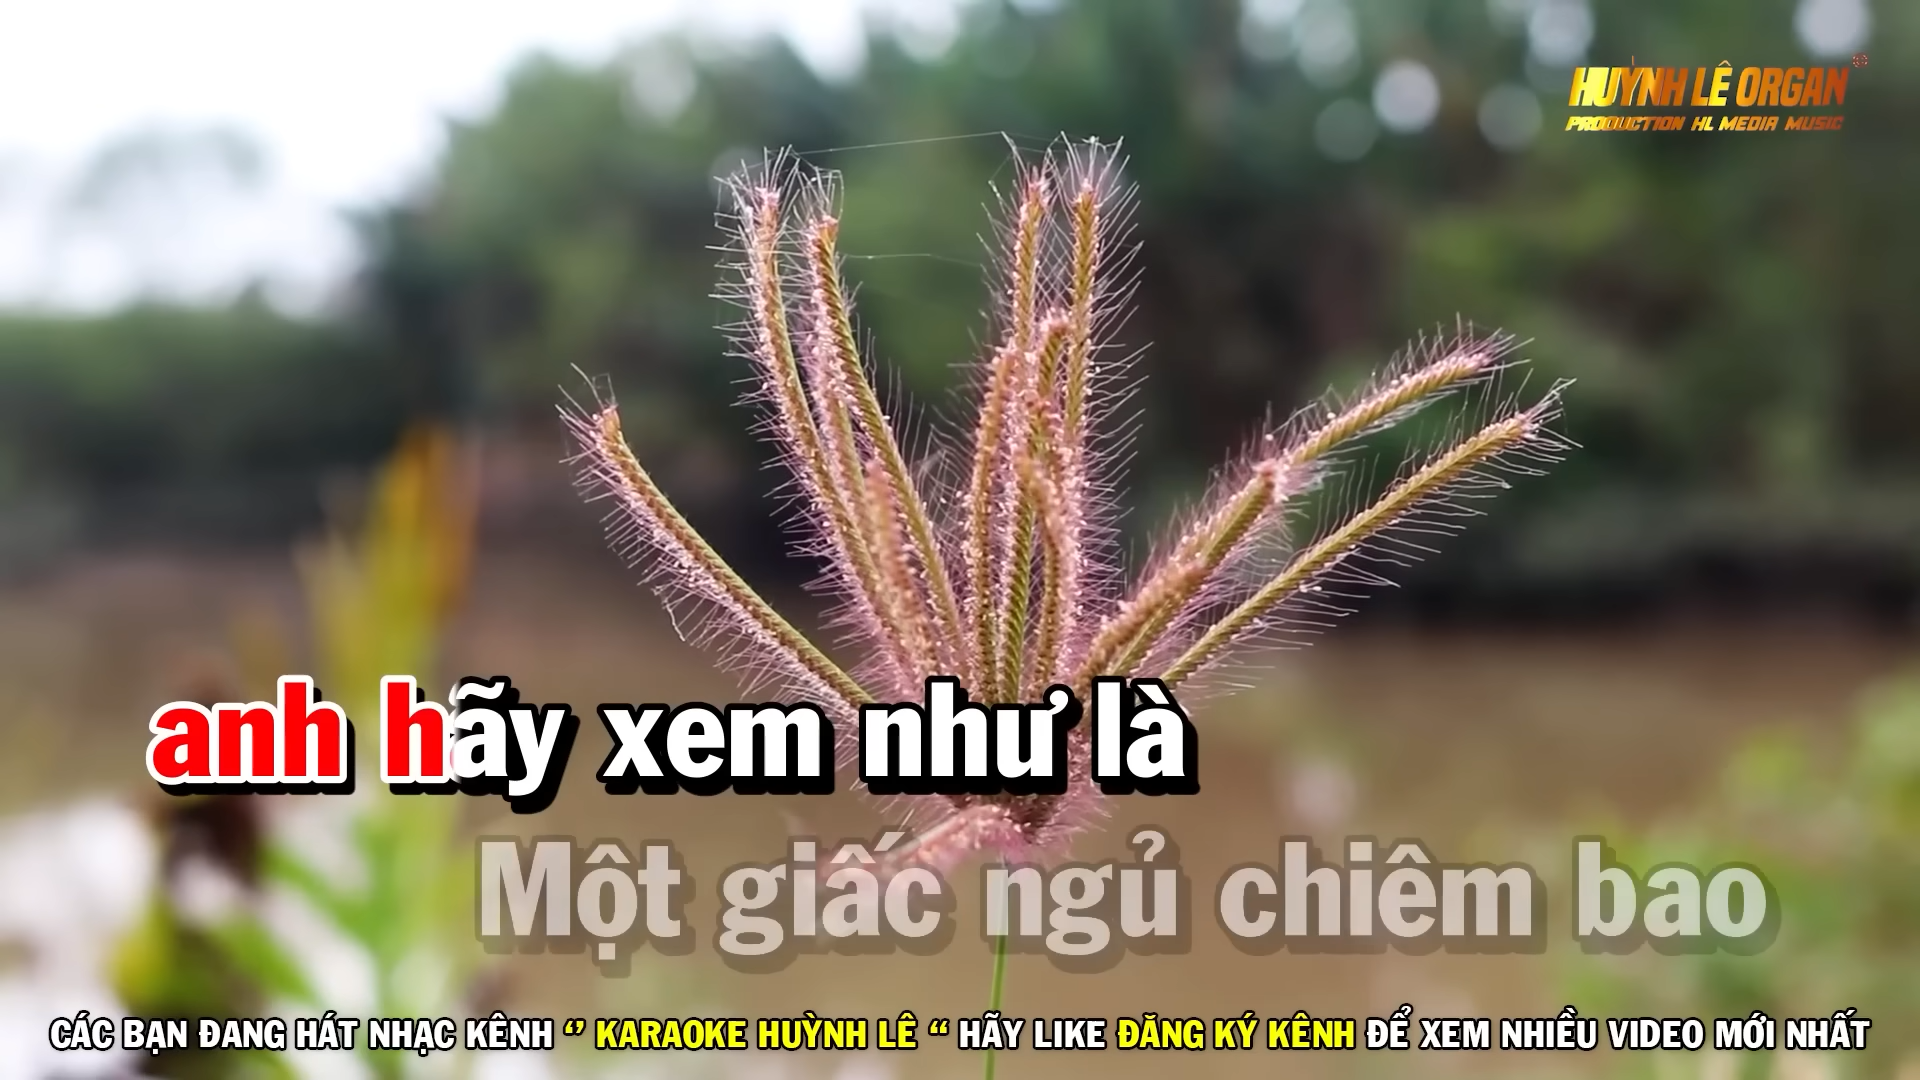 HUỲNH LÊ ORGAN
PRODUCTION HL MEDIA MUSIC
anh hãy xem như là
Một giấc ngủ chiêm bao
CÁC BẠN ĐANG HÁT NHẠC KÊNH “ KARAOKE HUỲNH LÊ “ HÃY LIKE ĐĂNG KÝ KÊNH ĐỂ XEM NHIỀU VIDEO MỚI NHẤT